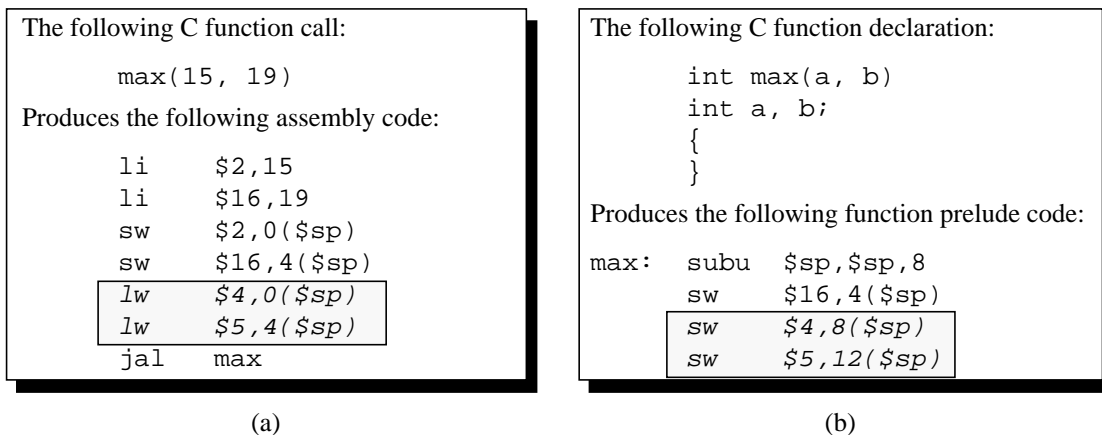 The following C function call:
max(15, 19)
Produces the following assembly code:
li $2,15
li $16,19
sw $2,0($sp)
sw $16,4($sp)
lw $4,0($sp)
lw $5,4($sp)
jal max
(a)
The following C function declaration:
int max(a, b)
int a, b;
{
}
Produces the following function prelude code:
max: subu $sp,$sp,8
sw $16,4($sp)
sw $4,8($sp)
sw $5,12($sp)
(b)